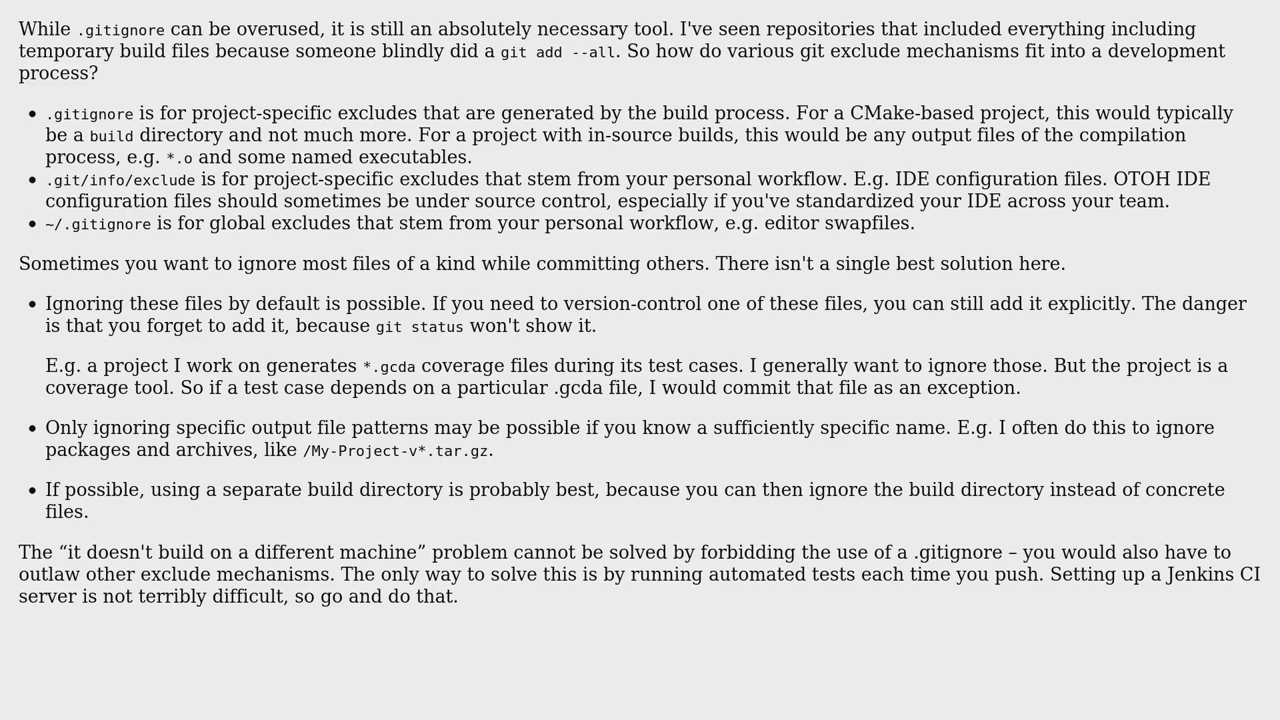 While .gitignore can be overused, it is still an absolutely necessary tool. I've seen repositories that included everything including
temporary build files because someone blindly did a git add --all. So how do various git exclude mechanisms fit into a development
process?
• .gitignore is for project-specific excludes that are generated by the build process. For a CMake-based project, this would typically
be a build directory and not much more. For a project with in-source builds, this would be any output files of the compilation
process, e.g. *.o and some named executables.
• .git/info/exclude is for project-specific excludes that stem from your personal workflow. E.g. IDE configuration files. OTOH IDE
configuration files should sometimes be under source control, especially if you've standardized your IDE across your team.
• ~/.gitignore is for global excludes that stem from your personal workflow, e.g. editor swapfiles.
Sometimes you want to ignore most files of a kind while committing others. There isn't a single best solution here.
• Ignoring these files by default is possible. If you need to version-control one of these files, you can still add it explicitly. The danger
is that you forget to add it, because git status won't show it.
E.g. a project I work on generates *.gcda coverage files during its test cases. I generally want to ignore those. But the project is a
coverage tool. So if a test case depends on a particular .gcda file, I would commit that file as an exception.
• Only ignoring specific output file patterns may be possible if you know a sufficiently specific name. E.g. I often do this to ignore
packages and archives, like /My-Project-v*.tar.gz.
• If possible, using a separate build directory is probably best, because you can then ignore the build directory instead of concrete
files.
The “it doesn't build on a different machine” problem cannot be solved by forbidding the use of a .gitignore – you would also have to
outlaw other exclude mechanisms. The only way to solve this is by running automated tests each time you push. Setting up a Jenkins CI
server is not terribly difficult, so go and do that.